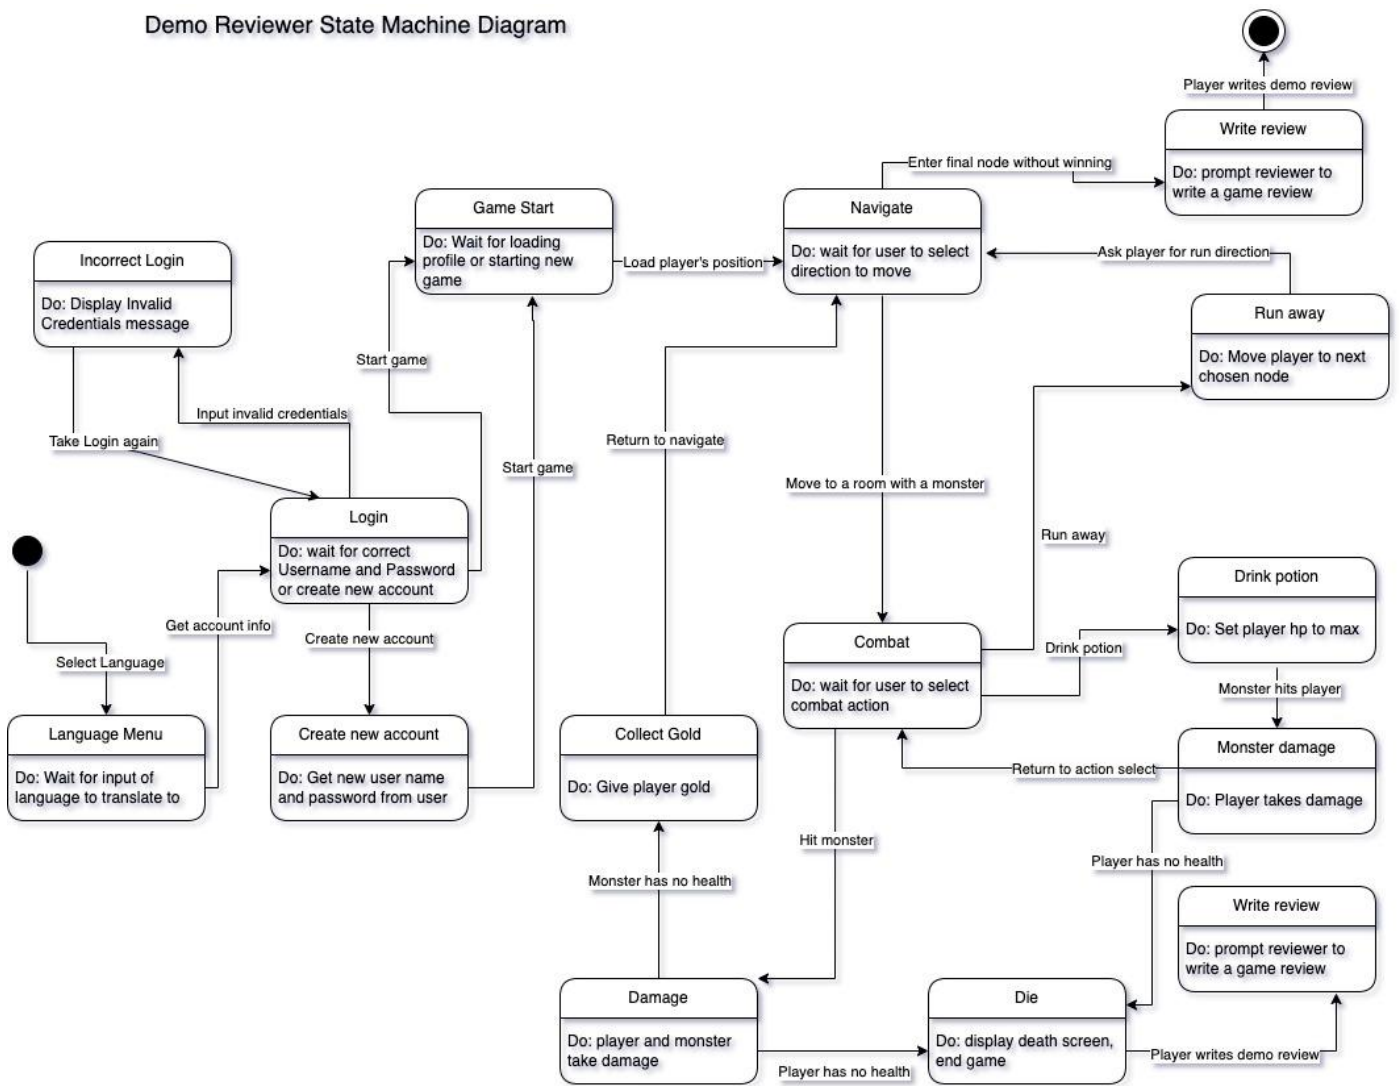 Demo Reviewer State Machine Diagram
Player writes demo review
Write review
Do: prompt reviewer to
write a game review
Enter final node without winning
Game Start
Do: Wait for loading
profile or starting new
game
Load player's position
Navigate
Do: wait for user to select
direction to move
Ask player for run direction
Incorrect Login
Do: Display Invalid
Credentials message
Run away
Do: Move player to next
chosen node
Start game
Input invalid credentials
Take Login again
Return to navigate
Start game
Move to a room with a monster
Login
Do: wait for correct
Username and Password
or create new account
Run away
Get account info
Create new account
Select Language
Combat
Do: wait for user to select
combat action
Drink potion
Drink potion
Do: Set player hp to max
Monster hits player
Language Menu
Do: Wait for input of
language to translate to
Create new account
Do: Get new user name
and password from user
Collect Gold
Do: Give player gold
Return to action select
Monster damage
Do: Player takes damage
Hit monster
Player has no health
Monster has no health
Write review
Do: prompt reviewer to
write a game review
Damage
Do: player and monster
take damage
Player has no health
Die
Do: display death screen,
end game
Player writes demo review